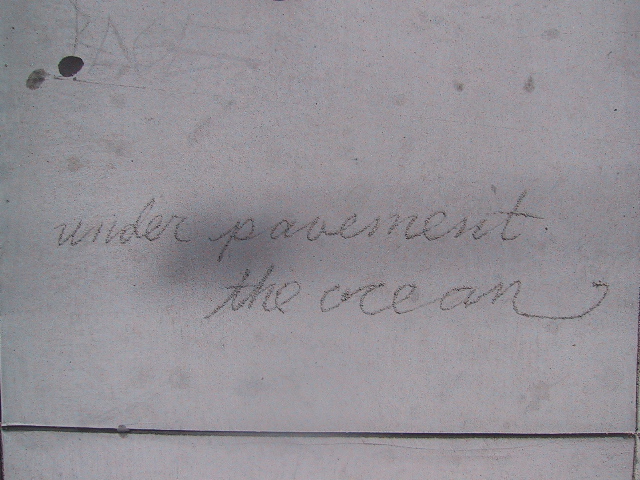 under pavement
the ocean